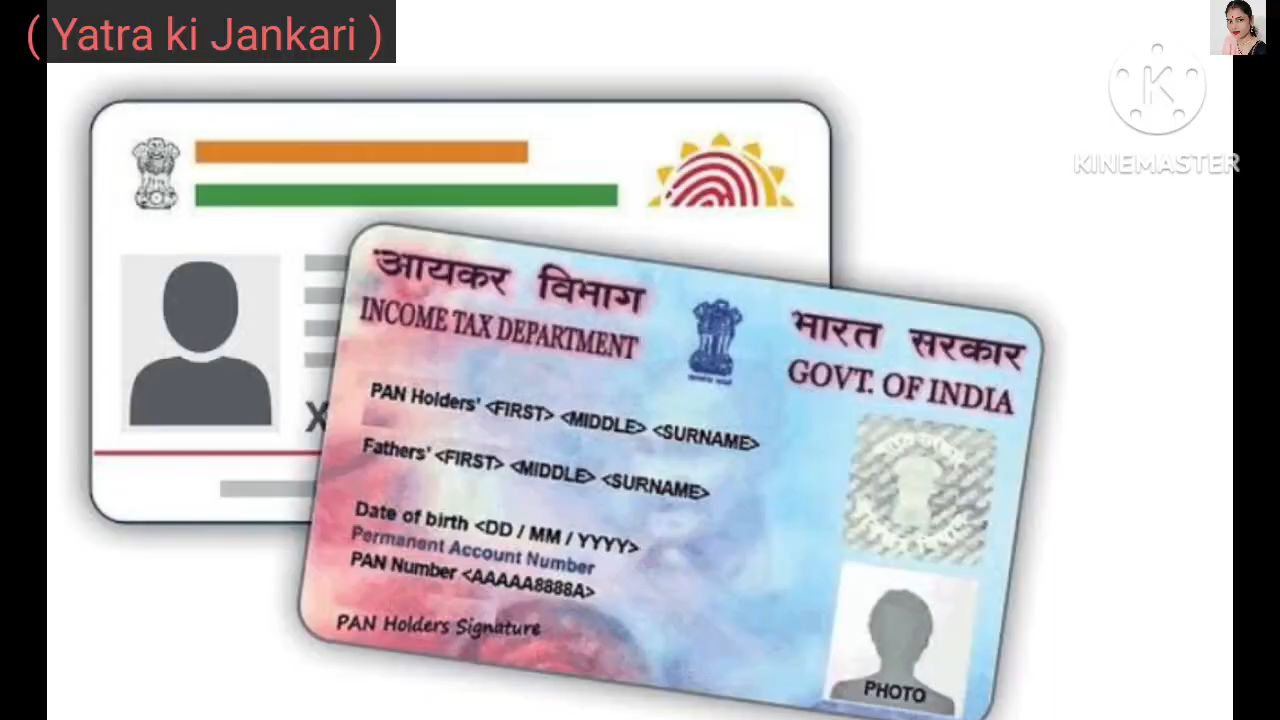 ( Yatra ki Jankari )
KINEMASTER
आयकर विभाग
INCOME TAX DEPARTMENT
भारत सरकार
GOVT. OF INDIA
PAN Holders' <FIRST> <MIDDLE> <SURNAME>
Fathers' <FIRST> <MIDDLE> <SURNAME>
Date of birth <DD / MM / YYYY>
Permanent Account Number
PAN Number <AAAAA8888A>
PAN Holders Signature
PHOTO